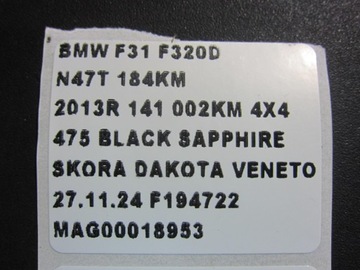 BMW F31 F320D
N47T 184KM
2013R 141 002KM 4X4
475 BLACK SAPPHIRE
SKORA DAKOTA VENETO
27.11.24 F194722
MAG00018953